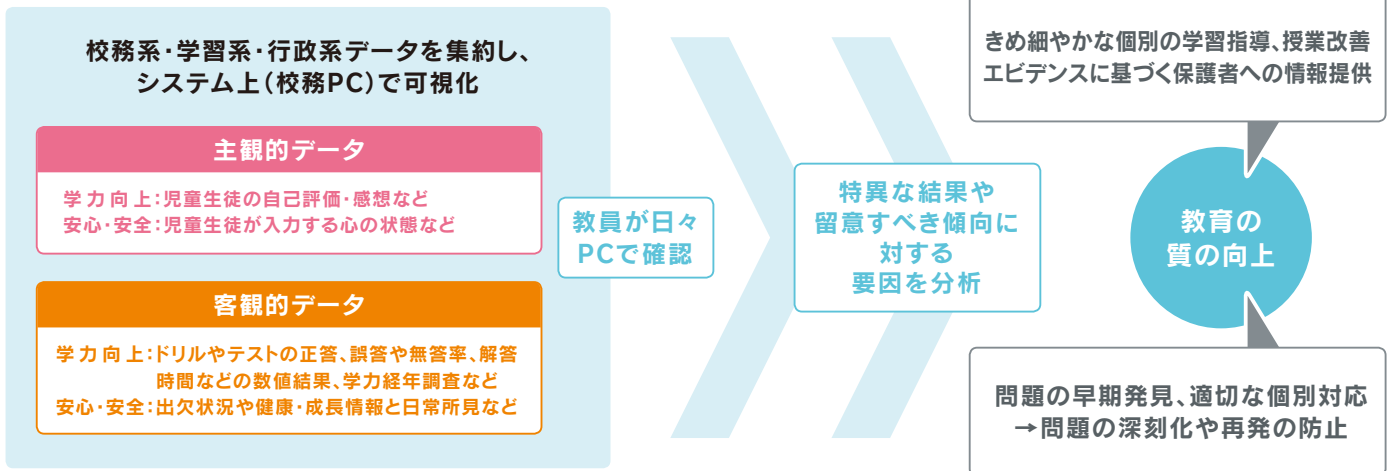 校務系・学習系・行政系データを集約し、
システム上（校務PC）で可視化
主観的データ
学力向上：児童生徒の自己評価・感想など
安心・安全：児童生徒が入力する心の状態など
客観的データ
学力向上：ドリルやテストの正答、誤答や無答率、解答
時間などの数値結果、学力経年調査など
安心・安全：出欠状況や健康・成長情報と日常所見など
教員が日々
PCで確認
特異な結果や
留意すべき傾向に
対する
要因を分析
きめ細やかな個別の学習指導、授業改善
エビデンスに基づく保護者への情報提供
教育の
質の向上
問題の早期発見、適切な個別対応
→問題の深刻化や再発の防止